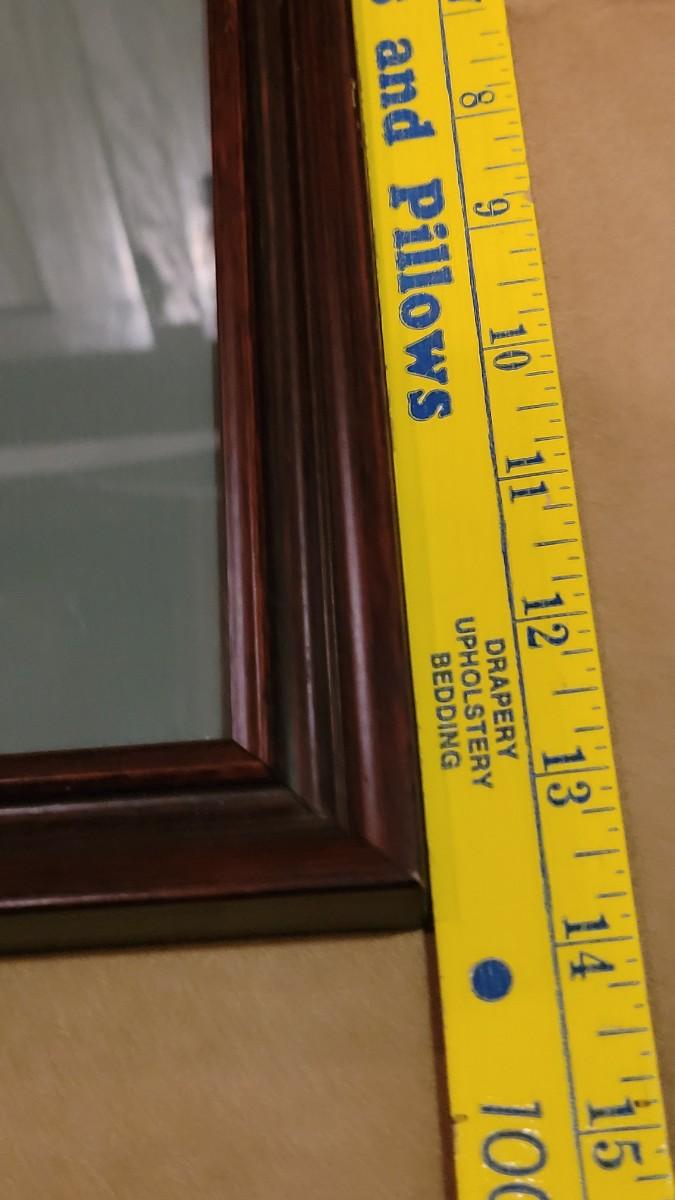 and Pillows
DRAPERY
UPHOLSTERY
BEDDING
8
9
10
11
12
13
14
15